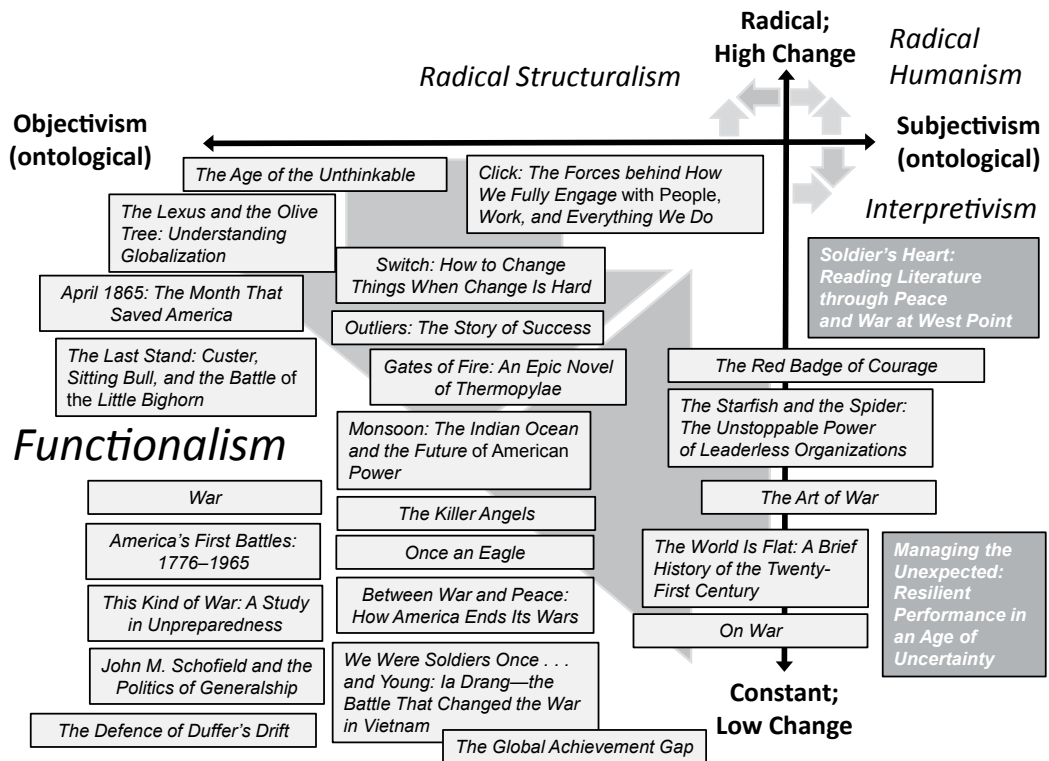 Radical;
High Change
Radical
Humanism
Radical Structuralism
Objectivism
(ontological)
Subjectivism
(ontological)
Interpretivism
The Age of the Unthinkable
Click: The Forces behind How
We Fully Engage with People,
Work, and Everything We Do
The Lexus and the Olive
Tree: Understanding
Globalization
Switch: How to Change
Things When Change Is Hard
Soldier’s Heart:
Reading Literature
through Peace
and War at West Point
April 1865: The Month That
Saved America
Outliers: The Story of Success
The Last Stand: Custer,
Sitting Bull, and the Battle of
the Little Bighorn
Gates of Fire: An Epic Novel
of Thermopylae
The Red Badge of Courage
The Starfish and the Spider:
The Unstoppable Power
of Leaderless Organizations
Functionalism
Monsoon: The Indian Ocean
and the Future of American
Power
War
The Killer Angels
The Art of War
America’s First Battles:
1776–1965
Once an Eagle
The World Is Flat: A Brief
History of the Twenty-
First Century
Managing the
Unexpected:
Resilient
Performance in
an Age of
Uncertainty
This Kind of War: A Study
in Unpreparedness
Between War and Peace:
How America Ends Its Wars
On War
John M. Schofield and the
Politics of Generalship
We Were Soldiers Once . . .
and Young: Ia Drang—the
Battle That Changed the War
in Vietnam
Constant;
Low Change
The Defence of Duffer’s Drift
The Global Achievement Gap